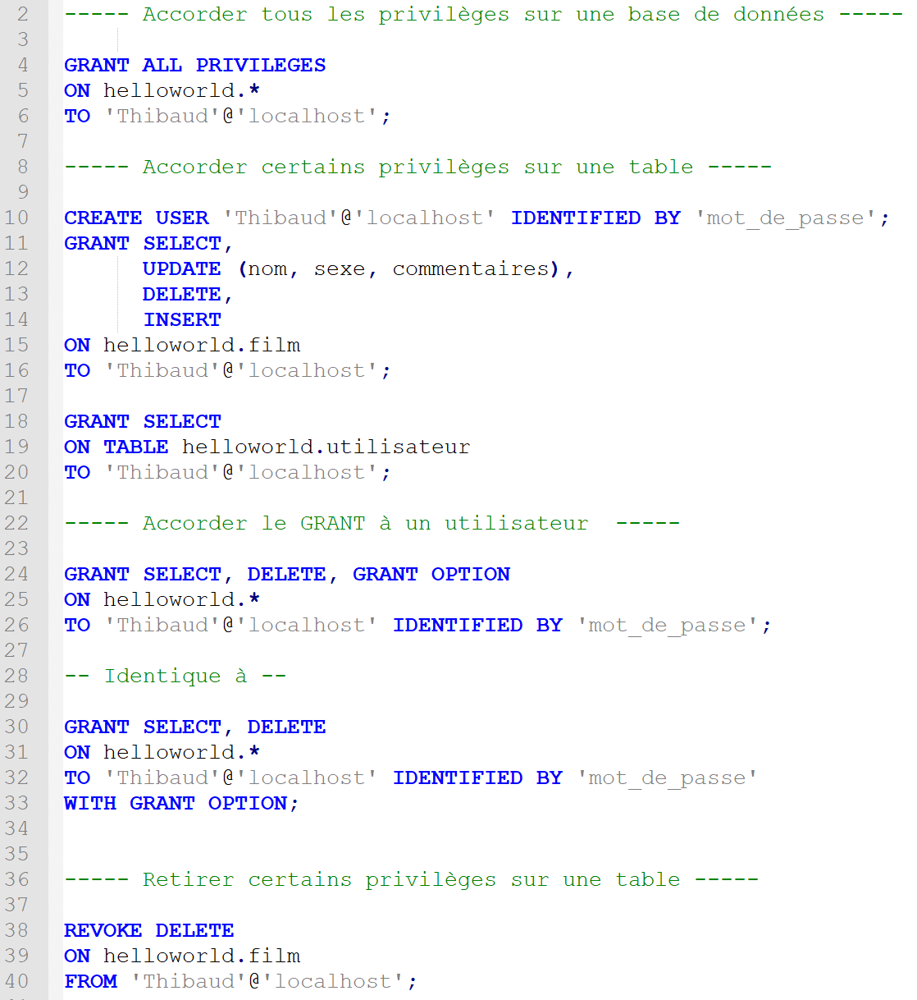 2 ----- Accorder tous les privilèges sur une base de données -----
3
4 GRANT ALL PRIVILEGES
5 ON helloworld.*
6 TO 'Thibaud'@'localhost';
7
8 ----- Accorder certains privilèges sur une table -----
9
10 CREATE USER 'Thibaud'@'localhost' IDENTIFIED BY 'mot_de_passe';
11 GRANT SELECT,
12       UPDATE (nom, sexe, commentaires),
13       DELETE,
14       INSERT
15 ON helloworld.film
16 TO 'Thibaud'@'localhost';
17
18 GRANT SELECT
19 ON TABLE helloworld.utilisateur
20 TO 'Thibaud'@'localhost';
21
22 ----- Accorder le GRANT à un utilisateur  -----
23
24 GRANT SELECT, DELETE, GRANT OPTION
25 ON helloworld.*
26 TO 'Thibaud'@'localhost' IDENTIFIED BY 'mot_de_passe';
27
28 -- Identique à --
29
30 GRANT SELECT, DELETE
31 ON helloworld.*
32 TO 'Thibaud'@'localhost' IDENTIFIED BY 'mot_de_passe'
33 WITH GRANT OPTION;
34
35
36 ----- Retirer certains privilèges sur une table -----
37
38 REVOKE DELETE
39 ON helloworld.film
40 FROM 'Thibaud'@'localhost';